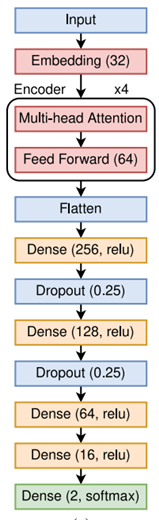 Input
Embedding (32)
Encoder x4
Multi-head Attention
Feed Forward (64)
Flatten
Dense (256, relu)
Dropout (0.25)
Dense (128, relu)
Dropout (0.25)
Dense (64, relu)
Dense (16, relu)
Dense (2, softmax)